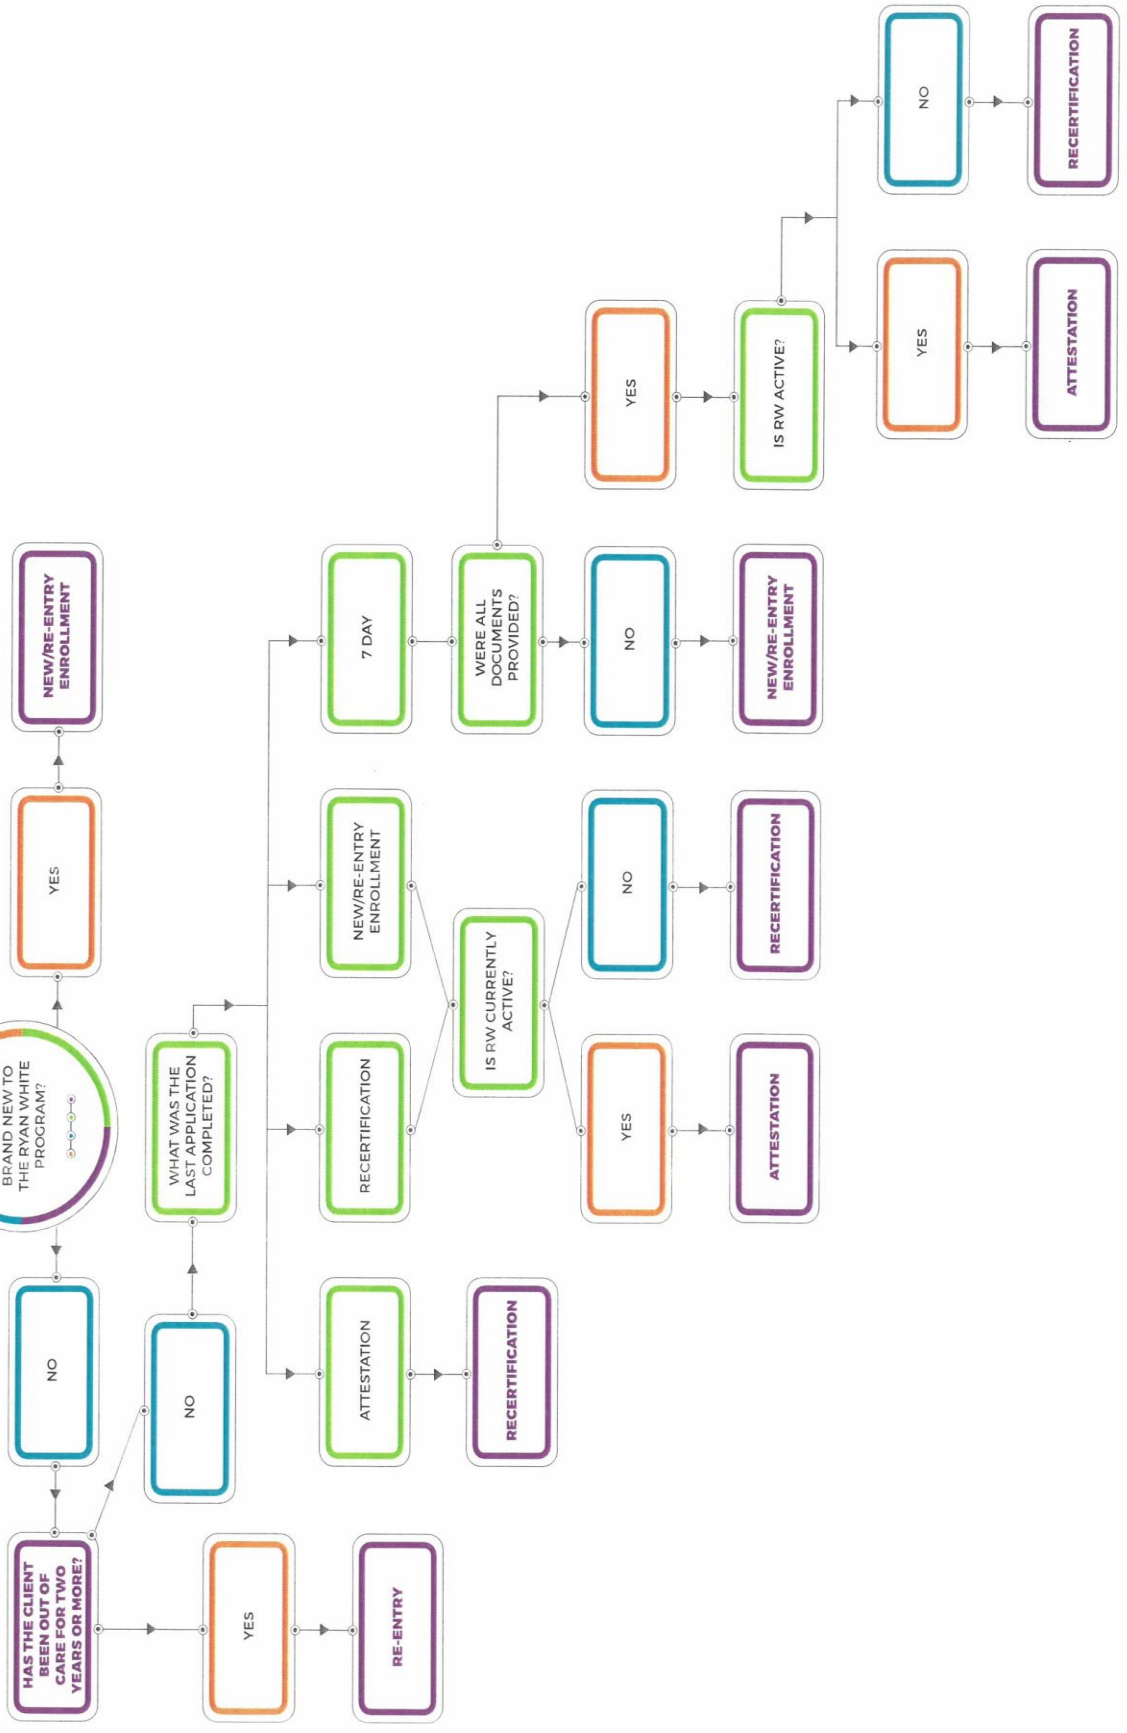 BRAND NEW TO
THE RYAN WHITE
PROGRAM?
YES
NEW/RE-ENTRY
ENROLLMENT
NO
HAS THE CLIENT
BEEN OUT OF
CARE FOR TWO
YEARS OR MORE?
YES
RE-ENTRY
NO
WHAT WAS THE
LAST APPLICATION
COMPLETED?
ATTESTATION
RECERTIFICATION
RECERTIFICATION
NEW/RE-ENTRY
ENROLLMENT
IS RW CURRENTLY
ACTIVE?
YES
ATTESTATION
NO
RECERTIFICATION
7 DAY
WERE ALL
DOCUMENTS
PROVIDED?
NO
NEW/RE-ENTRY
ENROLLMENT
YES
IS RW ACTIVE?
YES
ATTESTATION
NO
RECERTIFICATION